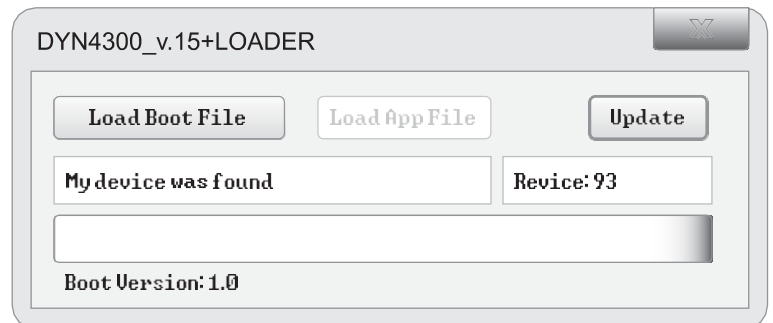 DYN4300_v.15+LOADER
X
Load Boot File Load App File Update
My device was found Revice: 93
Boot Version: 1.0